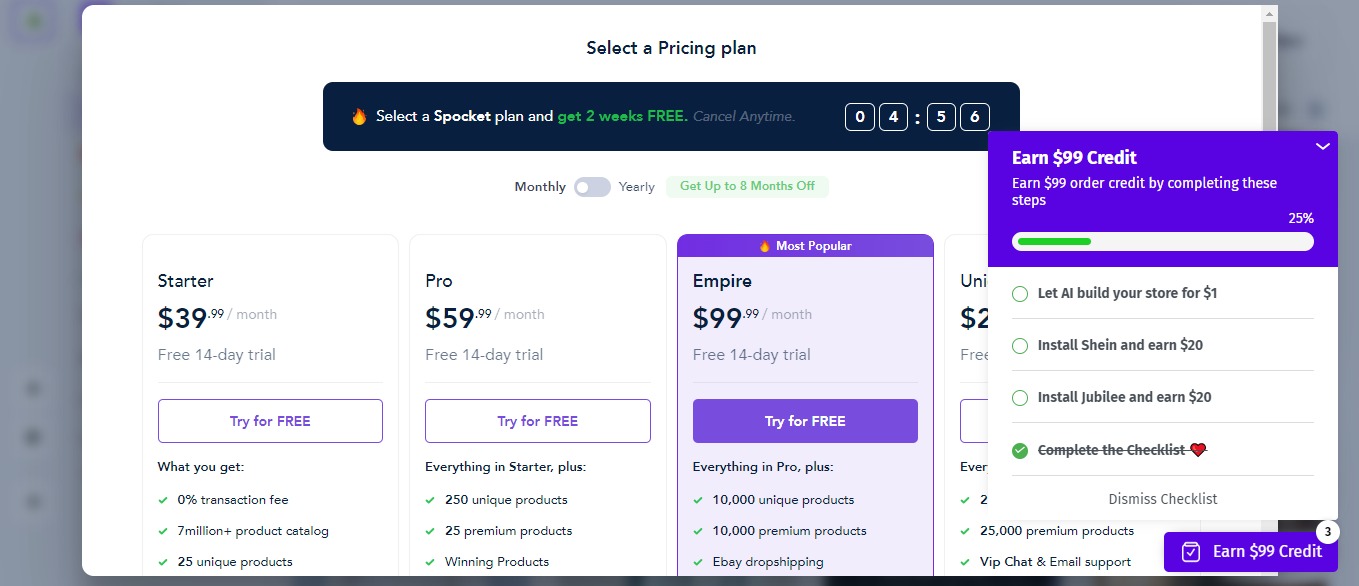 Select a Pricing plan
Select a Spocket plan and get 2 weeks FREE. Cancel Anytime.
0 4 : 5 6
Monthly Yearly Get Up to 8 Months Off
Starter
$39.99 / month
Free 14-day trial
Try for FREE
What you get:
0% transaction fee
7million+ product catalog
25 unique products
Pro
$59.99 / month
Free 14-day trial
Try for FREE
Everything in Starter, plus:
250 unique products
25 premium products
Winning Products
Most Popular
Empire
$99.99 / month
Free 14-day trial
Try for FREE
Everything in Pro, plus:
10,000 unique products
10,000 premium products
Ebay dropshipping
Uni
$2
Free
Ever
2
25,000 premium products
Vip Chat & Email support
Earn $99 Credit
Earn $99 order credit by completing these
steps
25%
Let AI build your store for $1
Install Shein and earn $20
Install Jubilee and earn $20
Complete the Checklist
Dismiss Checklist
3
Earn $99 Credit